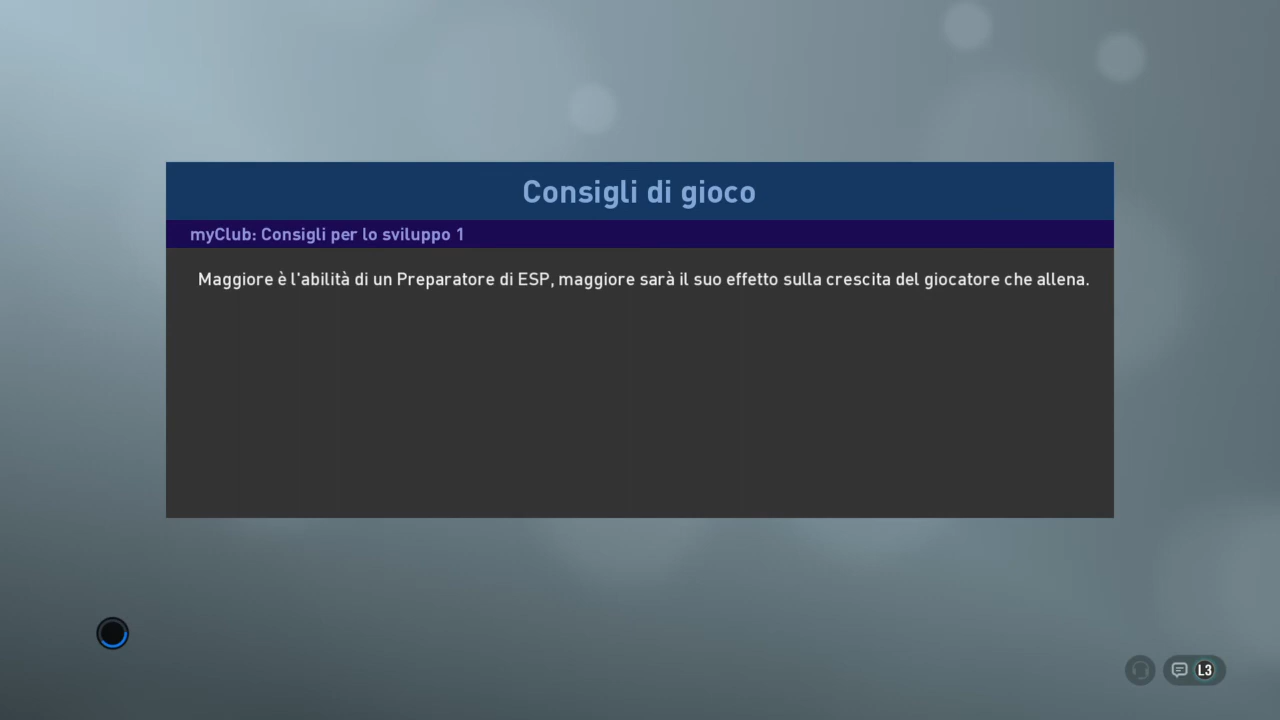 Consigli di gioco
myClub: Consigli per lo sviluppo 1
Maggiore è l'abilità di un Preparatore di ESP, maggiore sarà il suo effetto sulla crescita del giocatore che allena.
L3